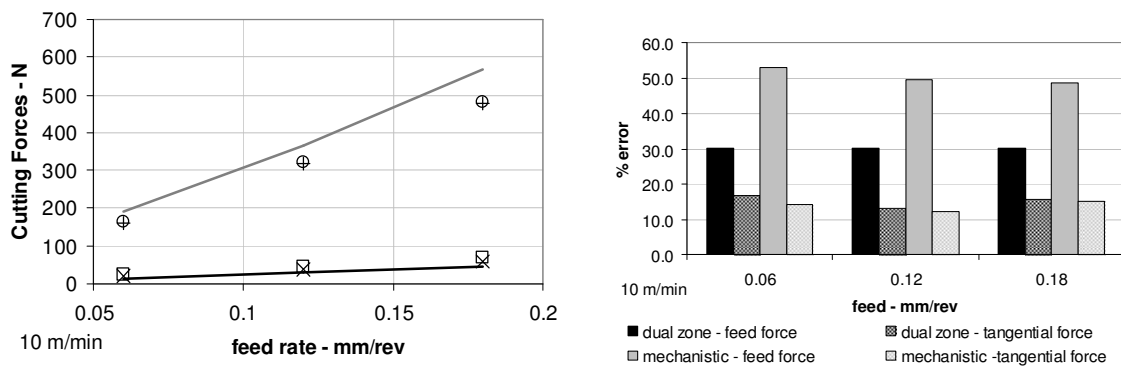 700
600
500
400
300
200
100
0
Cutting Forces - N
0.05
0.1
0.15
0.2
10 m/min
feed rate - mm/rev
60.0
50.0
40.0
30.0
20.0
10.0
0.0
% error
0.06
0.12
0.18
10 m/min
feed - mm/rev
dual zone - feed force
dual zone - tangential force
mechanistic - feed force
mechanistic -tangential force